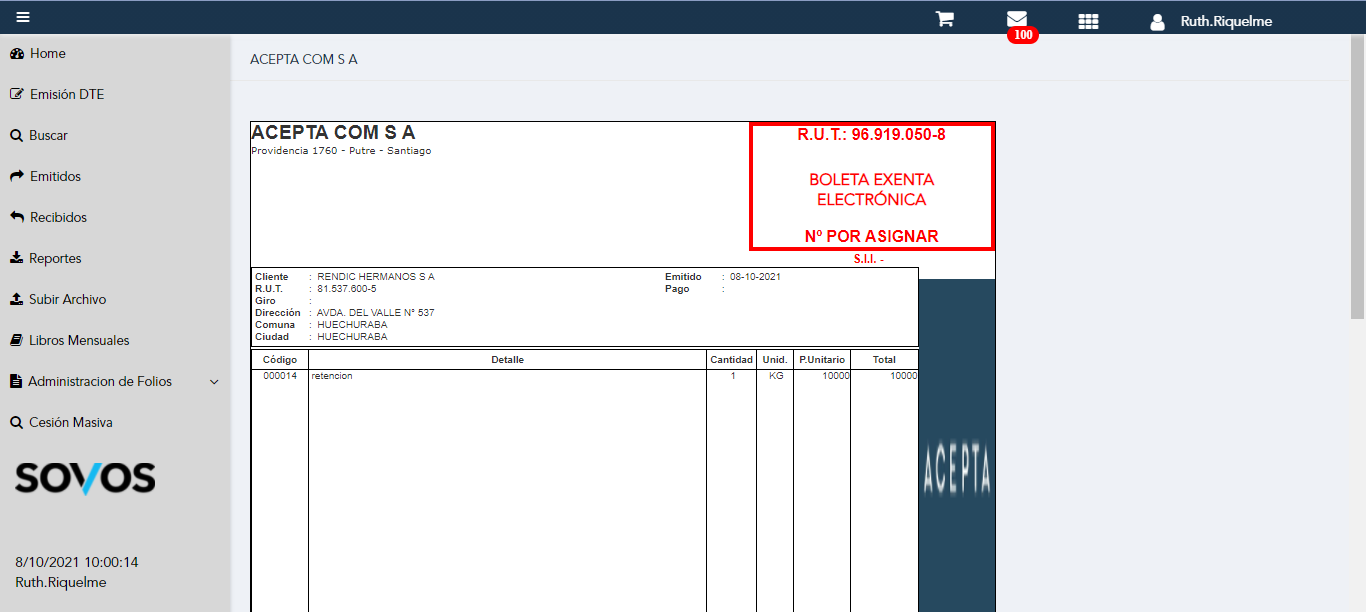 Ruth.Riquelme
100
Home
Emisión DTE
Buscar
Emitidos
Recibidos
Reportes
Subir Archivo
Libros Mensuales
Administracion de Folios
Cesión Masiva
SOVOS
8/10/2021 10:00:14
Ruth.Riquelme
ACEPTA COM S A
ACEPTA COM S A
Providencia 1760 - Putre - Santiago
R.U.T.: 96.919.050-8
BOLETA EXENTA
ELECTRÓNICA
Nº POR ASIGNAR
S.I.I. -
Cliente : RENDIC HERMANOS S A
R.U.T. : 81.537.600-5
Giro :
Dirección : AVDA. DEL VALLE N° 537
Comuna : HUECHURABA
Ciudad : HUECHURABA
Emitido : 08-10-2021
Pago :
Código Detalle Cantidad Unid. P.Unitario Total
000014 retencion 1 KG 10000 10000
ACEPTA